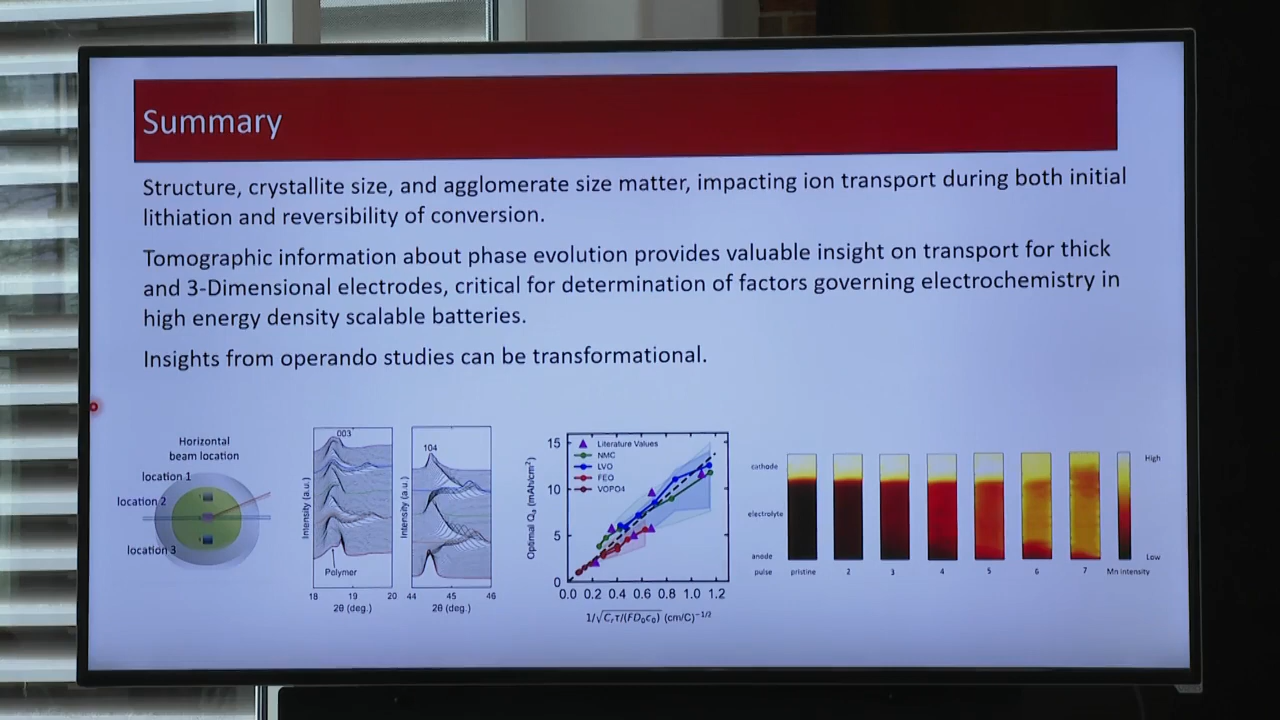 Summary
Structure, crystallite size, and agglomerate size matter, impacting ion transport during both initial
lithiation and reversibility of conversion.
Tomographic information about phase evolution provides valuable insight on transport for thick
and 3-Dimensional electrodes, critical for determination of factors governing electrochemistry in
high energy density scalable batteries.
Insights from operando studies can be transformational.
Horizontal
beam location
location 1
location 2
location 3
Intensity (a.u.)
003
Polymer
18 19 20
2θ (deg.)
Intensity (a.u.)
104
44 45 46
2θ (deg.)
15
10
5
0
Literature Values
NMC
LVO
FEO
VOPO4
0.0 0.2 0.4 0.6 0.8 1.0 1.2
cathode
electrolyte
anode
pulse pristine 2 3 4 5 6 7 Mn intensity
High
Low